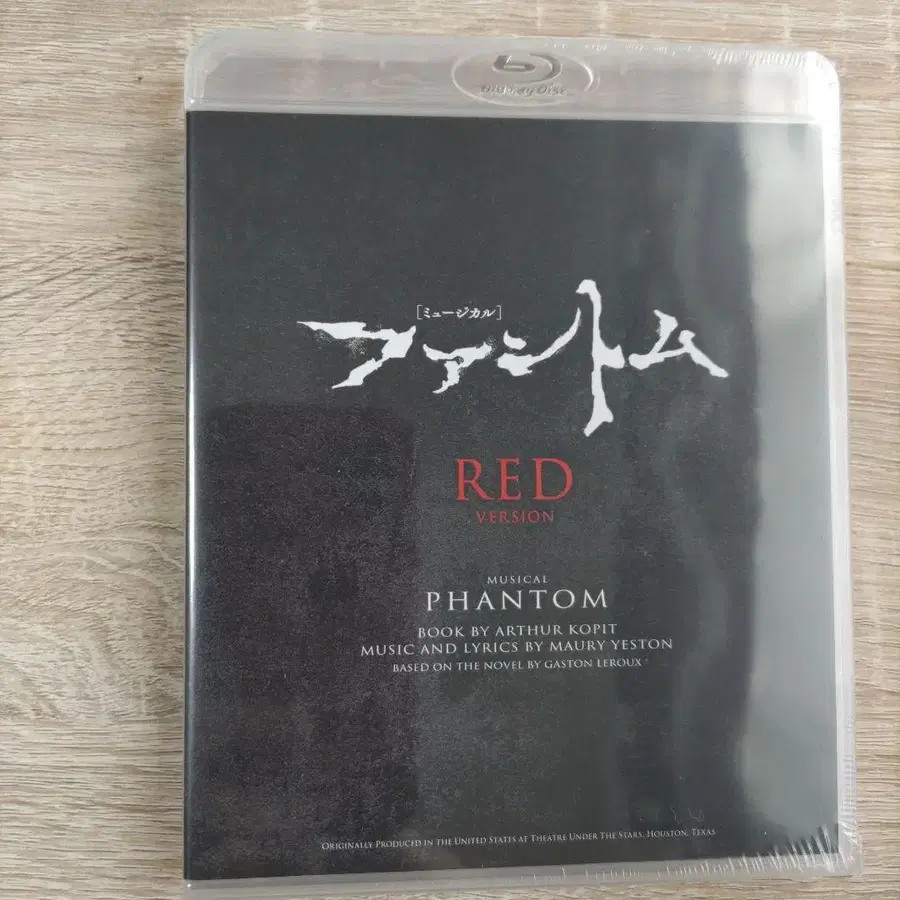 Blu-ray Disc
［ミュージカル］
ファントム
RED
VERSION
MUSICAL
PHANTOM
BOOK BY ARTHUR KOPIT
MUSIC AND LYRICS BY MAURY YESTON
BASED ON THE NOVEL BY GASTON LEROUX
ORIGINALLY PRODUCED IN THE UNITED STATES AT THEATRE UNDER THE STARS, HOUSTON, TEXAS